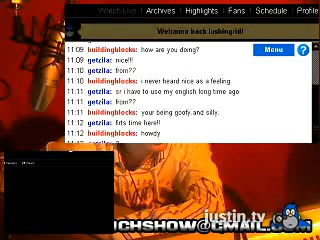 Watch Live | Archives | Highlights | Fans | Schedule | Profile
Welcome back lushingrid!
11:09 buildingblocks: how are you doing?
Menu ?
11:09 getzila: nice!!!
11:10 getzila: from??
11:10 buildingblocks: i never heard nice as a feeling.
11:11 getzila: sr i have to use my english long time ago
11:11 getzila: from??
11:11 buildingblocks: your being goofy and silly.
11:12 getzila: firts time here!!
11:12 buildingblocks: howdy
justin.tv
NCHSHOW@GMAIL.COM